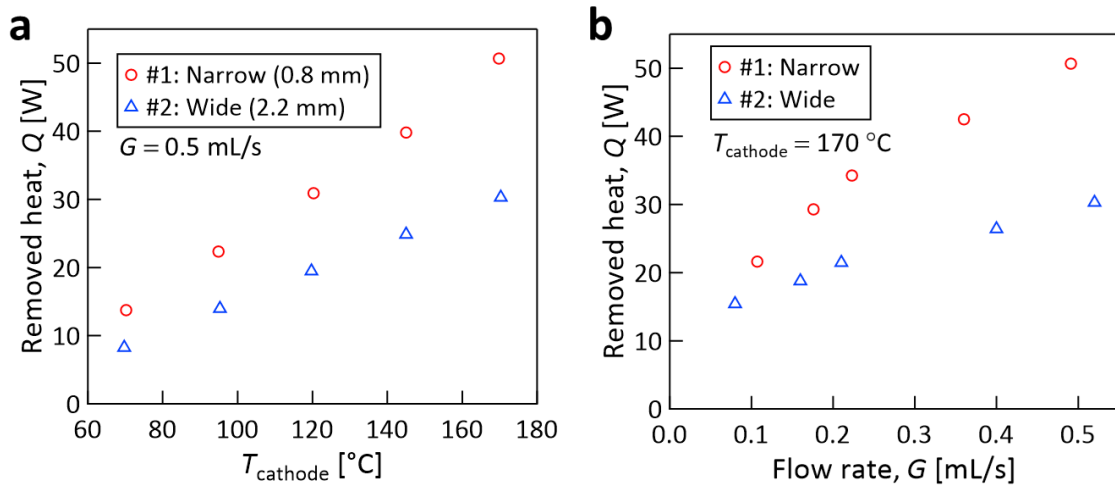 a
Removed heat, Q [W]
50
40
30
20
10
0
#1: Narrow (0.8 mm)
#2: Wide (2.2 mm)
G = 0.5 mL/s
60 80 100 120 140 160 180
Tcathode [°C]
b
Removed heat, Q [W]
50
40
30
20
10
0
#1: Narrow
#2: Wide
Tcathode = 170 °C
0.0 0.1 0.2 0.3 0.4 0.5
Flow rate, G [mL/s]